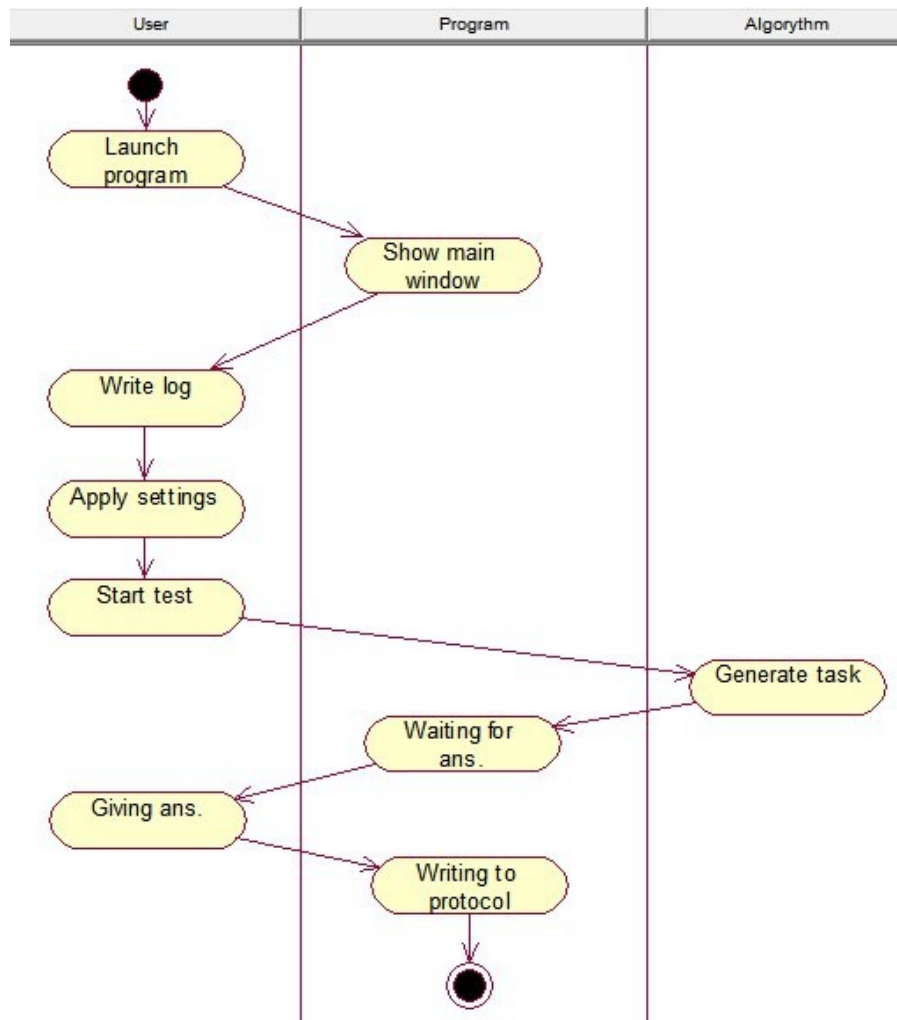 User
Program
Algorythm
Launch
program
Show main
window
Write log
Apply settings
Start test
Generate task
Waiting for
ans.
Giving ans.
Writing to
protocol